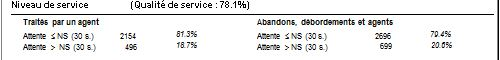 Niveau de service (Qualité de service : 78.1%)
Traités par un agent Abandons, débordements et agents
Attente ≤ NS (30 s.) 2154 81.3% Attente ≤ NS (30 s.) 2696 79.4%
Attente > NS (30 s.) 496 18.7% Attente > NS (30 s.) 699 20.6%